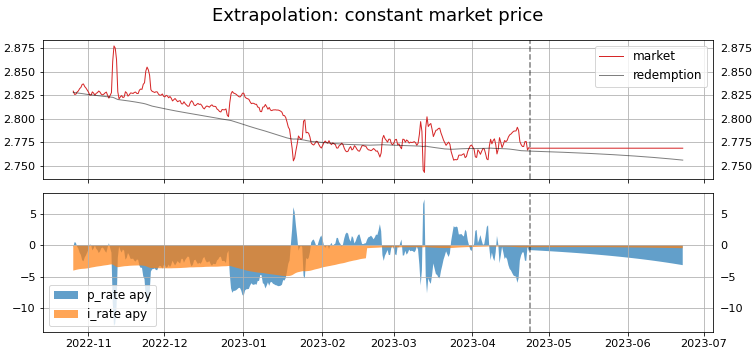 Extrapolation: constant market price
2.875 2.875
2.850 2.850
2.825 2.825
2.800 2.800
2.775 2.775
2.750 2.750
market
redemption
5 5
0 0
−5 −5
−10 −10
p_rate apy
i_rate apy
2022-11 2022-12 2023-01 2023-02 2023-03 2023-04 2023-05 2023-06 2023-07